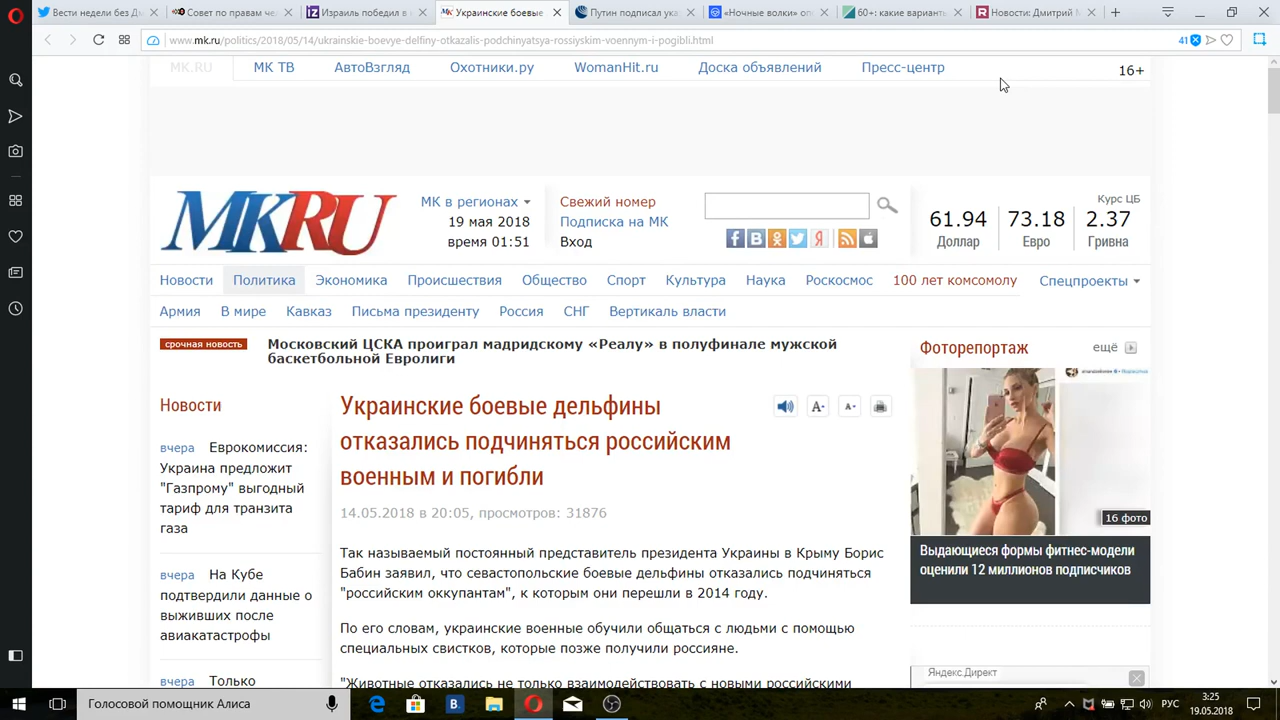 Вести недели без Дм
Совет по правам чел
Израиль победил в Н
Украинские боевые
Путин подписал указ
«Ночные волки» оп
60+: какие варианты
Новости: Дмитрий М
www.mk.ru/politics/2018/05/14/ukrainskie-boevye-delfiny-otkazalis-podchinyatsya-rossiyskim-voennym-i-pogibli.html
41
MK.RU
МК ТВ
АвтоВзгляд
Охотники.ру
WomanHit.ru
Доска объявлений
Пресс-центр
16+
MKRU
МК в регионах
19 мая 2018
время 01:51
Свежий номер
Подписка на МК
Вход
Курс ЦБ
61.94
73.18
2.37
Доллар
Евро
Гривна
Новости
Политика
Экономика
Происшествия
Общество
Спорт
Культура
Наука
Роскосмос
100 лет комсомолу
Спецпроекты
Армия
В мире
Кавказ
Письма президенту
Россия
СНГ
Вертикаль власти
срочная новость
Московский ЦСКА проиграл мадридскому «Реалу» в полуфинале мужской
баскетбольной Евролиги
Новости
вчера Еврокомиссия:
Украина предложит
"Газпрому" выгодный
тариф для транзита
газа
вчера На Кубе
подтвердили данные о
выживших после
авиакатастрофы
вчера Только
Украинские боевые дельфины
отказались подчиняться российским
военным и погибли
A+
A-
14.05.2018 в 20:05, просмотров: 31876
Так называемый постоянный представитель президента Украины в Крыму Борис
Бабин заявил, что севастопольские боевые дельфины отказались подчиняться
"российским оккупантам", к которым они перешли в 2014 году.
По его словам, украинские военные обучили общаться с людьми с помощью
специальных свистков, которые позже получили россияне.
"Животные отказались не только взаимодействовать с новыми российскими
Фоторепортаж
ещё
16 фото
Выдающиеся формы фитнес-модели
оценили 12 миллионов подписчиков
Яндекс.Директ
Голосовой помощник Алиса
РУС
3:25
19.05.2018